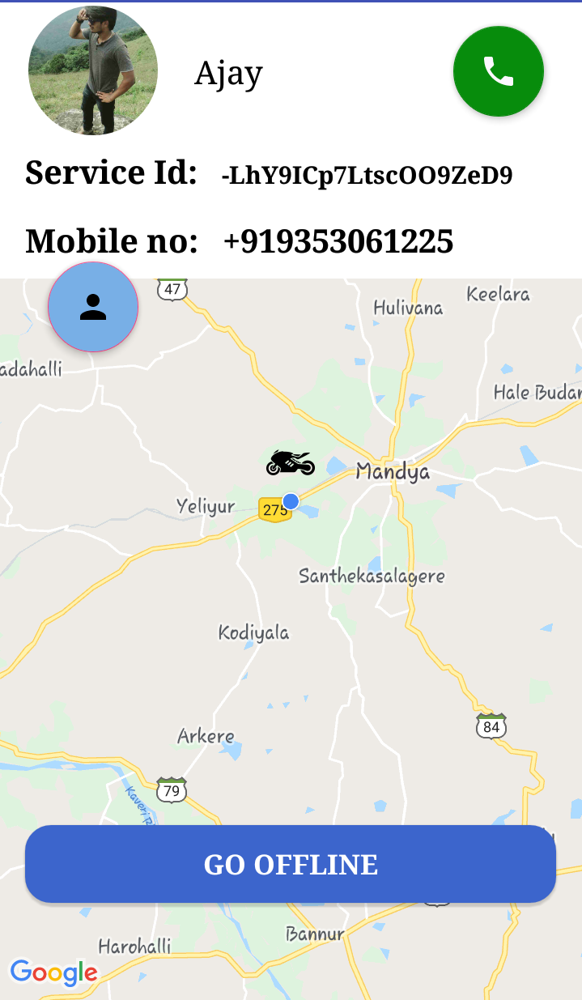 Ajay
Service Id: -LhY9ICp7LtscOO9ZeD9
Mobile no: +919353061225
47
Keelara
Hulivana
adahalli
Hale Budan
Mandya
Yeliyur
275
Santhekasalagere
Kodiyala
84
Arkere
79
Kaveri R
GO OFFLINE
Bannur
Harohalli
Google